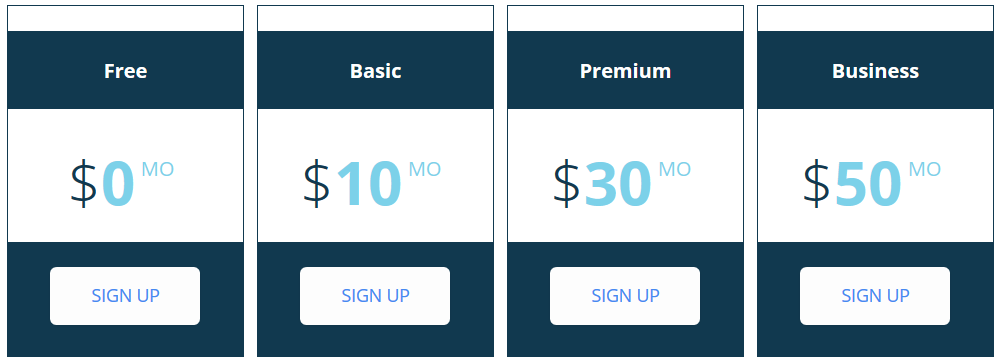 Free
$0 MO
SIGN UP
Basic
$10 MO
SIGN UP
Premium
$30 MO
SIGN UP
Business
$50 MO
SIGN UP